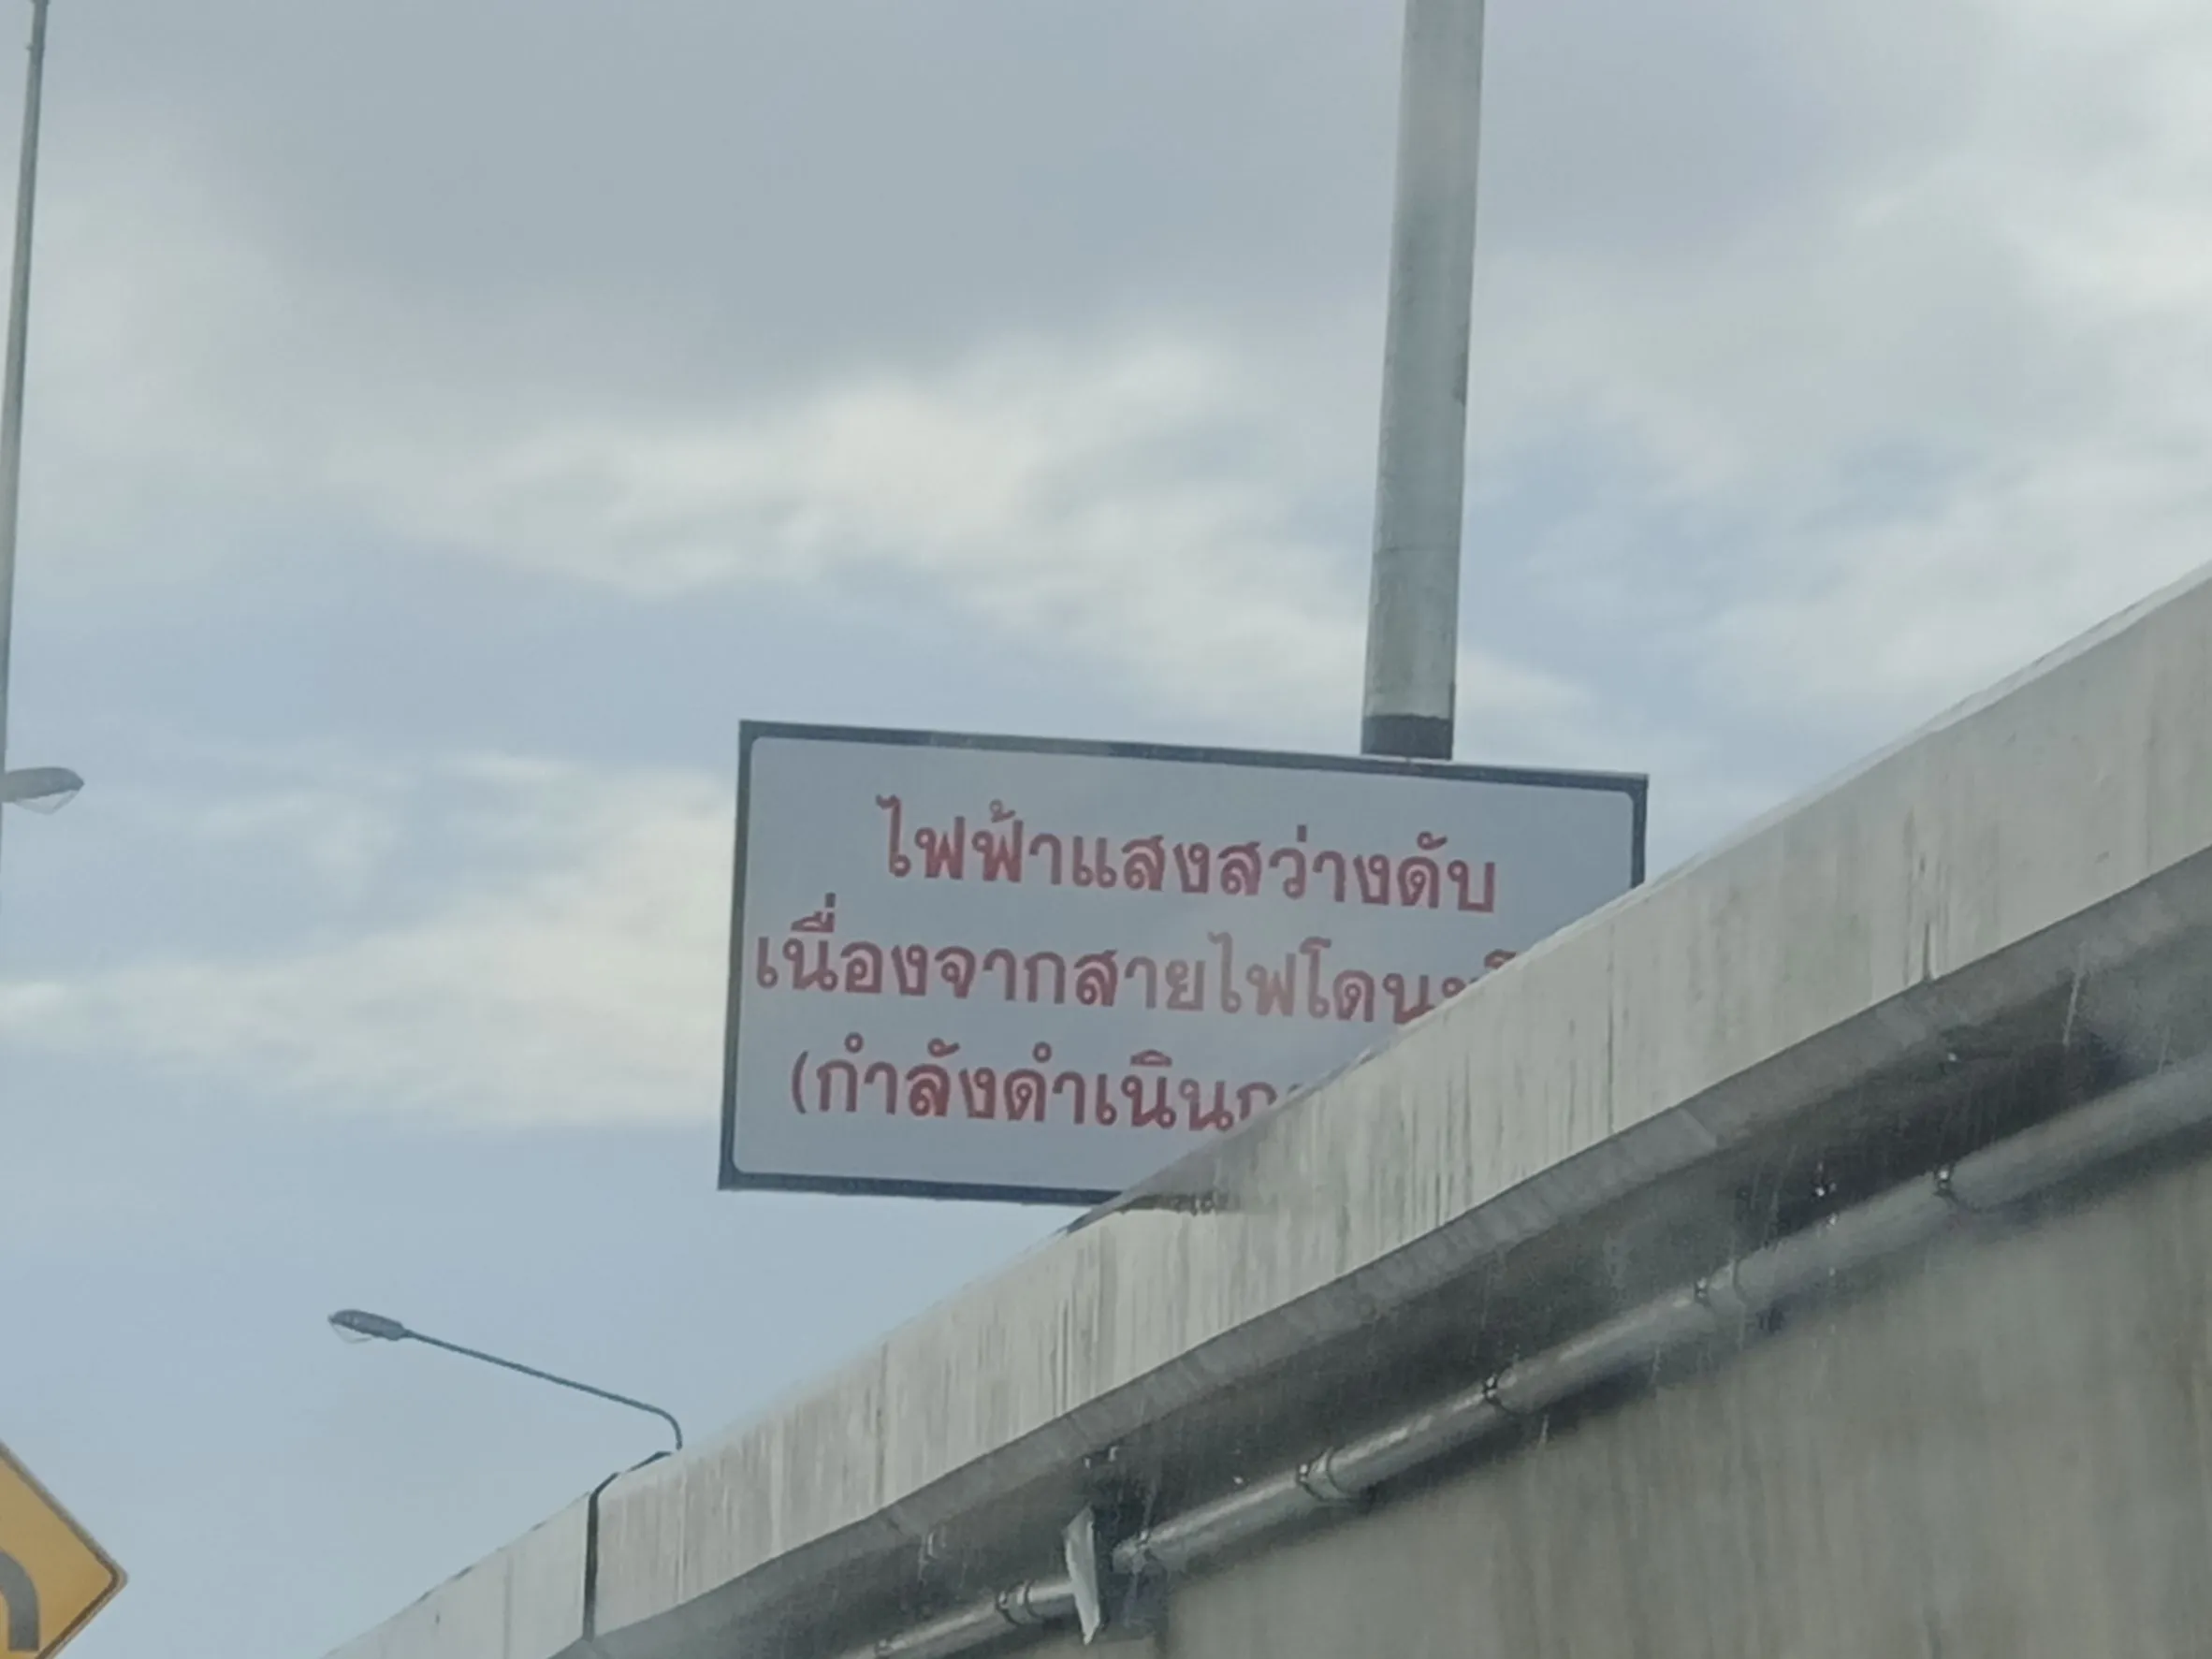 ไฟฟ้าแสงสว่างดับ
เนื่องจากสายไฟโดน
(กำลังดำเนิน